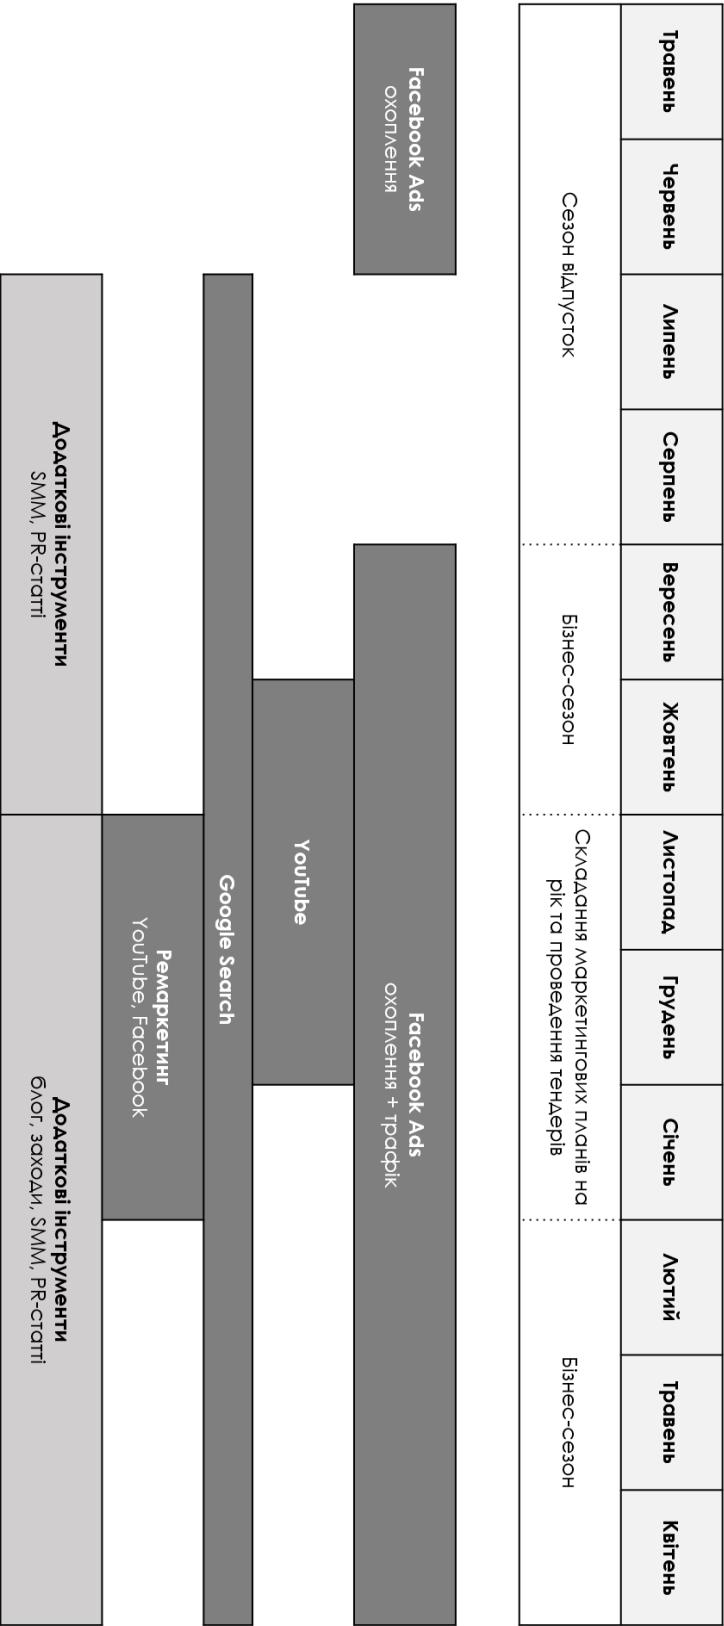 Травень
Червень
Липень
Серпень
Вересень
Жовтень
Листопад
Грудень
Січень
Лютий
Травень
Квітень
Сезон відпусток
Бізнес-сезон
Складання маркетингових планів на
рік та проведення тендерів
Бізнес-сезон
Facebook Ads
охоплення
Facebook Ads
охоплення + трафік
YouTube
Google Search
Ремаркетинг
YouTube, Facebook
Додаткові інструменти
SMM, PR-статті
Додаткові інструменти
блог, заходи, SMM, PR-статті